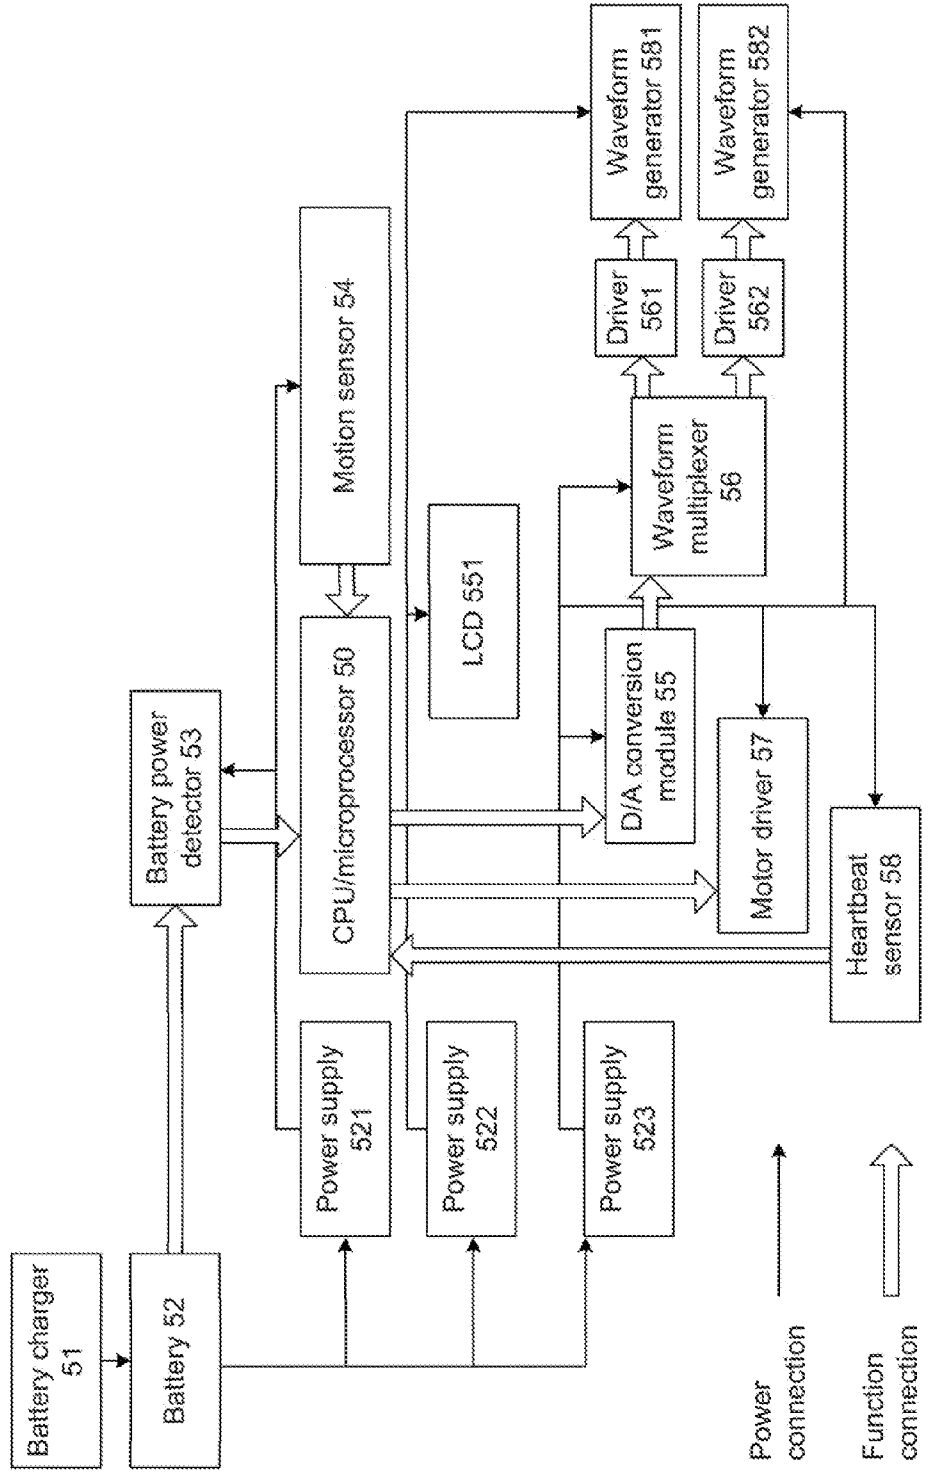 Battery charger
51
Battery 52
Battery power
detector 53
Power supply
521
CPU/microprocessor 50
Motion sensor 54
Power supply
522
LCD 551
Power supply
523
D/A conversion
module 55
Waveform
multiplexer
56
Driver
561
Waveform
generator 581
Driver
562
Waveform
generator 582
Motor driver 57
Heartbeat
sensor 58
Power
connection
Function
connection